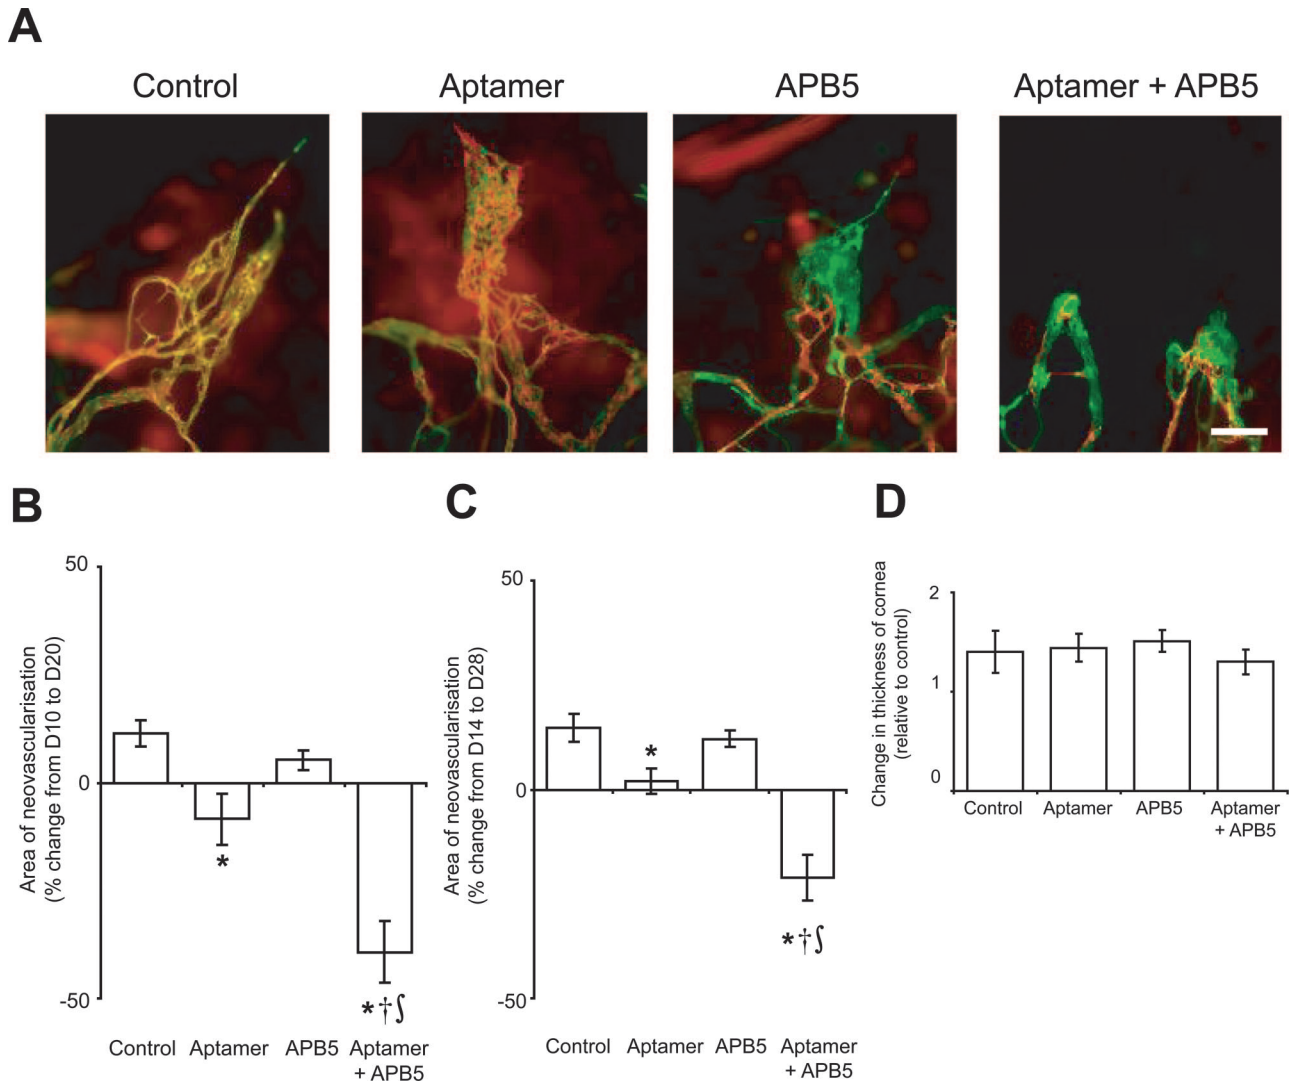 A
Control
Aptamer
APB5
Aptamer + APB5
B
Area of neovascularisation
(% change from D10 to D20)
50
0
-50
*
*†∫
Control
Aptamer
APB5
Aptamer
+ APB5
C
Area of neovascularisation
(% change from D14 to D28)
50
0
-50
*
*†∫
Control
Aptamer
APB5
Aptamer
+ APB5
D
Change in thickness of cornea
(relative to control)
2
1
0
Control
Aptamer
APB5
Aptamer
+ APB5